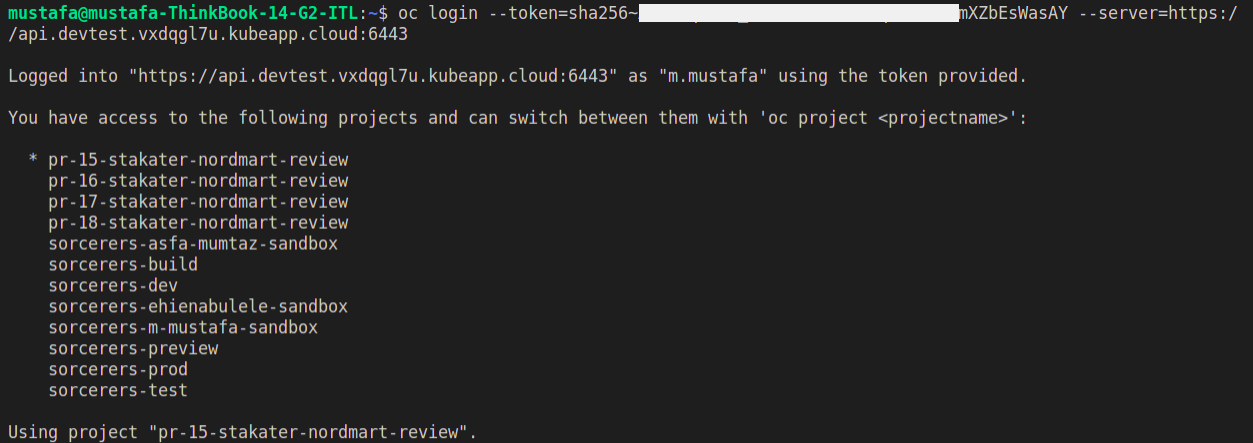 mustafa@mustafa-ThinkBook-14-G2-ITL:~$ oc login --token=sha256~ mXZbEsWasAY --server=https:/
/api.devtest.vxdqgl7u.kubeapp.cloud:6443
Logged into "https://api.devtest.vxdqgl7u.kubeapp.cloud:6443" as "m.mustafa" using the token provided.
You have access to the following projects and can switch between them with 'oc project <projectname>':
* pr-15-stakater-nordmart-review
pr-16-stakater-nordmart-review
pr-17-stakater-nordmart-review
pr-18-stakater-nordmart-review
sorcerers-asfa-mumtaz-sandbox
sorcerers-build
sorcerers-dev
sorcerers-ehienabulele-sandbox
sorcerers-m-mustafa-sandbox
sorcerers-preview
sorcerers-prod
sorcerers-test
Using project "pr-15-stakater-nordmart-review".